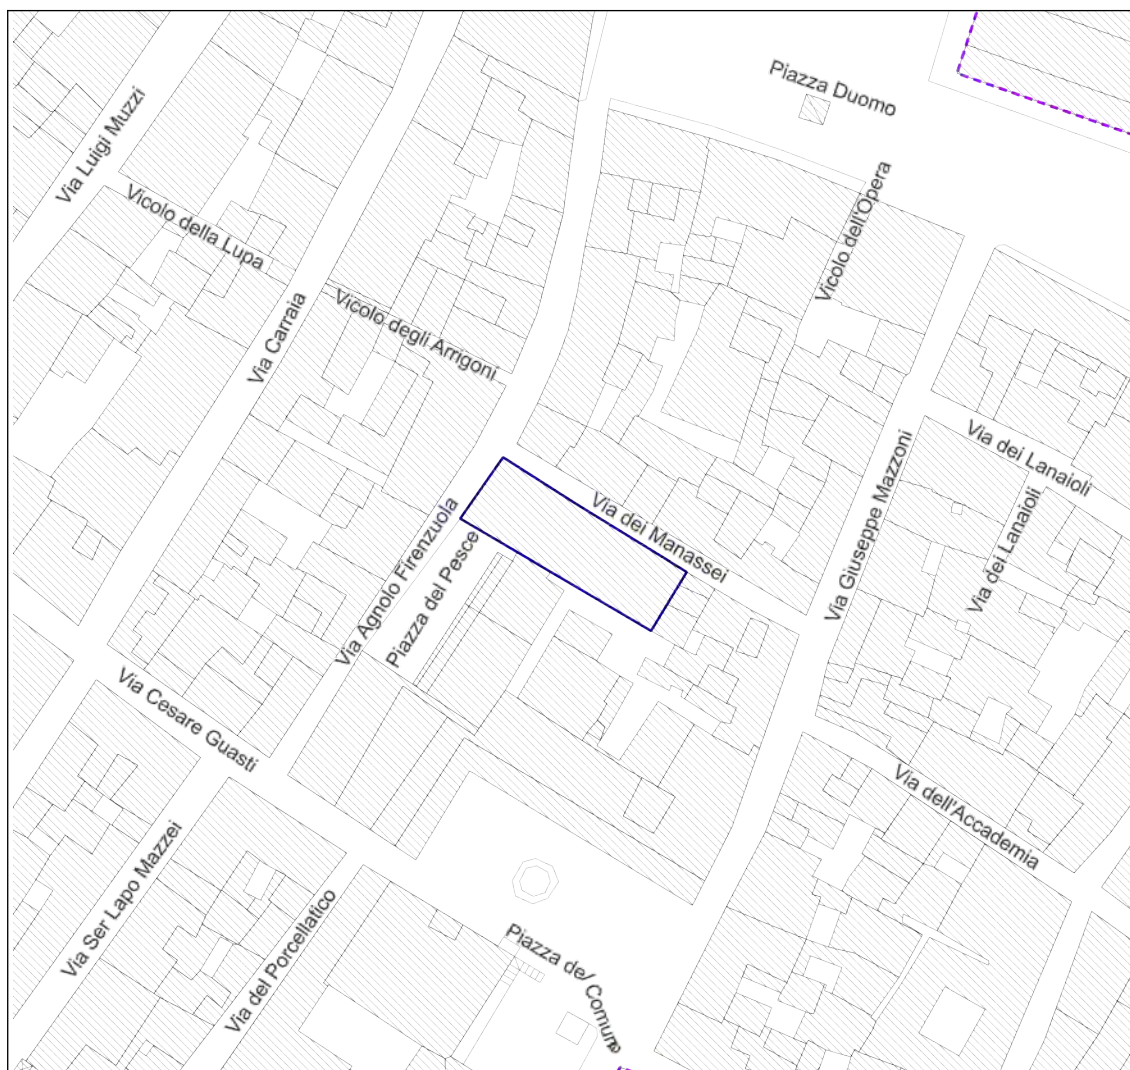 Piazza Duomo
Via Luigi Muzzi
Vicolo della Lupa
Vicolo dell'Opera
Via Carraia
Vicolo degli Arrigoni
Via dei Lanaioli
Via Giuseppe Mazzoni
Via dei Manassei
Via dei Lanaioli
Via Agnolo Firenzuola
Piazza del Pesce
Via Cesare Guasti
Via dell'Accademia
Via Ser Lapo Mazzei
Via del Porcellatico
Piazza del Comune